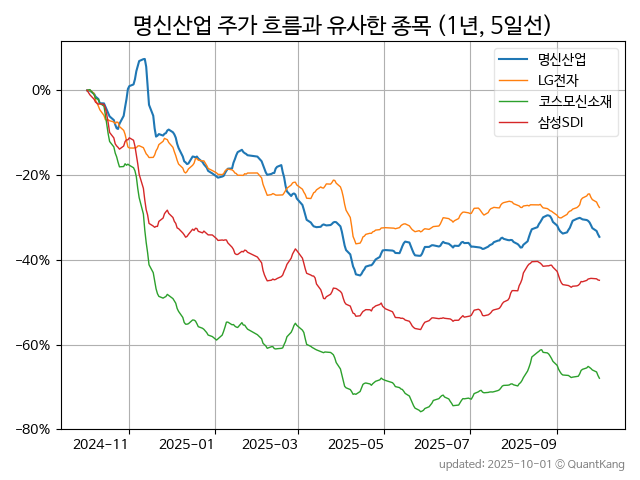 명신산업 주가 흐름과 유사한 종목 (1년, 5일선)
명신산업
LG전자
코스모신소재
삼성SDI
0%
−20%
−40%
−60%
−80%
2024−11
2025−01
2025−03
2025−05
2025−07
2025−09
updated: 2025-10-01 © QuantKang